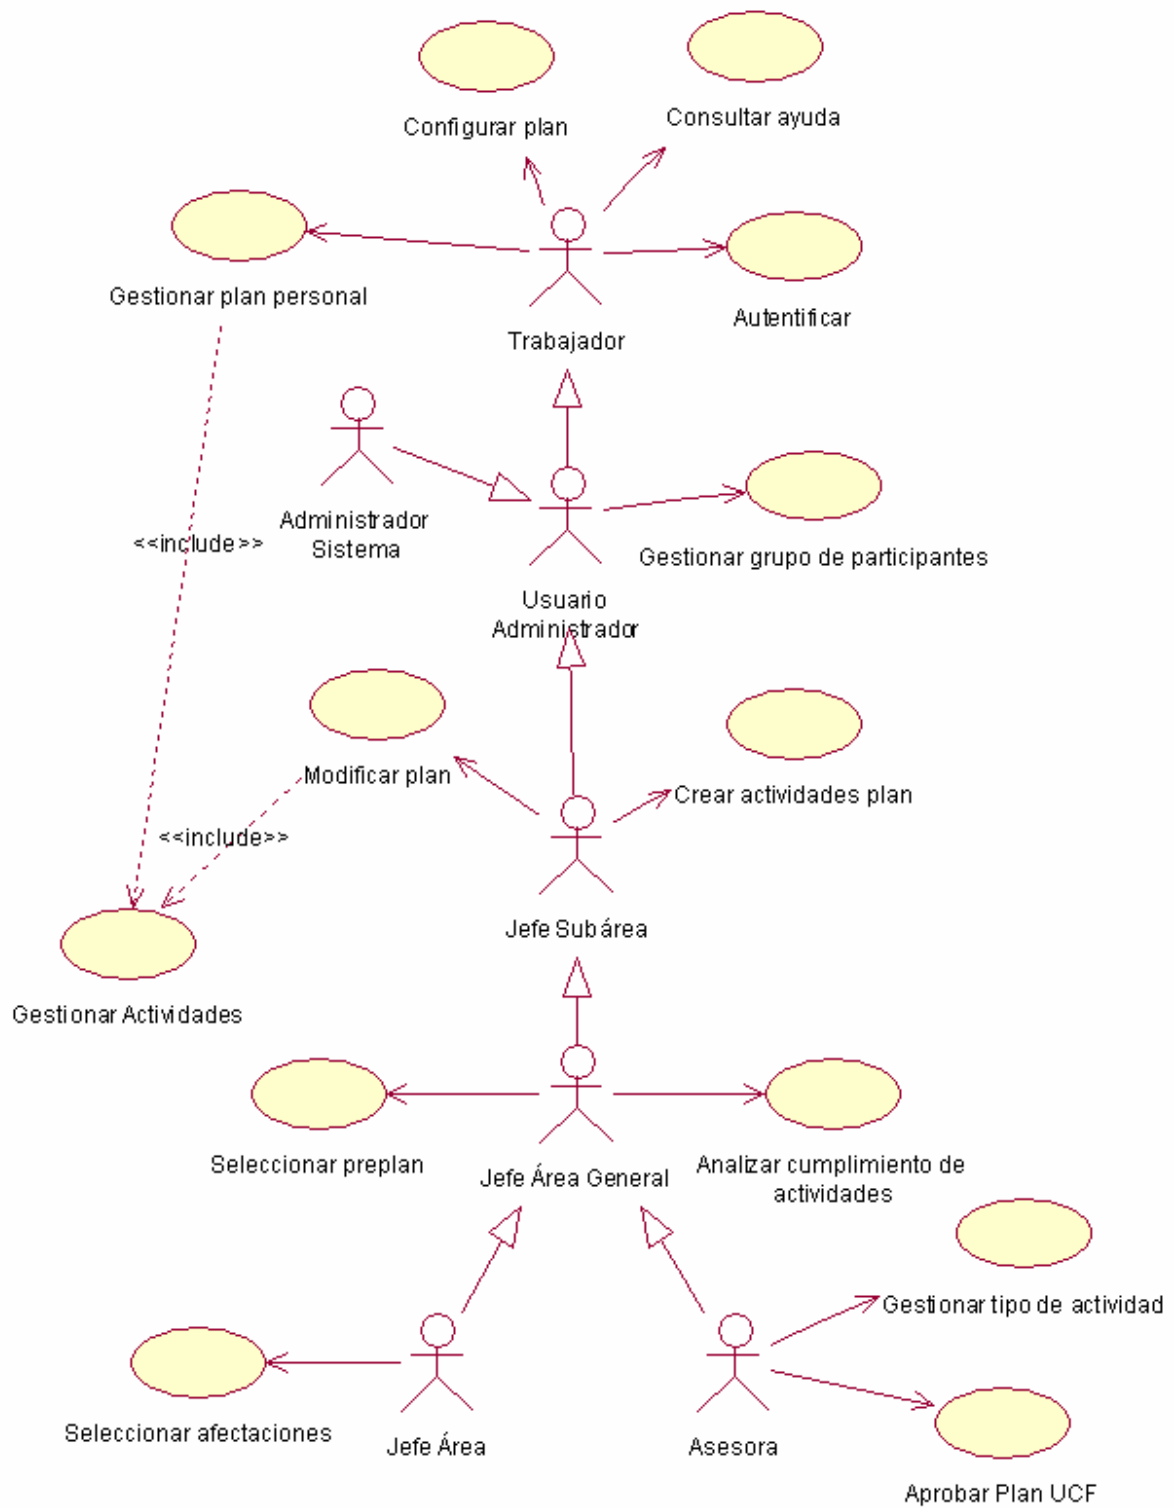 Configurar plan
Consultar ayuda
Gestionar plan personal
Autentificar
Trabajador
Administrador
Sistema
<<include>>
Gestionar grupo de participantes
Usuario
Administrador
Modificar plan
Crear actividades plan
<<include>>
Jefe Subárea
Gestionar Actividades
Seleccionar preplan
Jefe Área General
Analizar cumplimiento de
actividades
Gestionar tipo de actividad
Seleccionar afectaciones
Jefe Área
Asesora
Aprobar Plan UCF